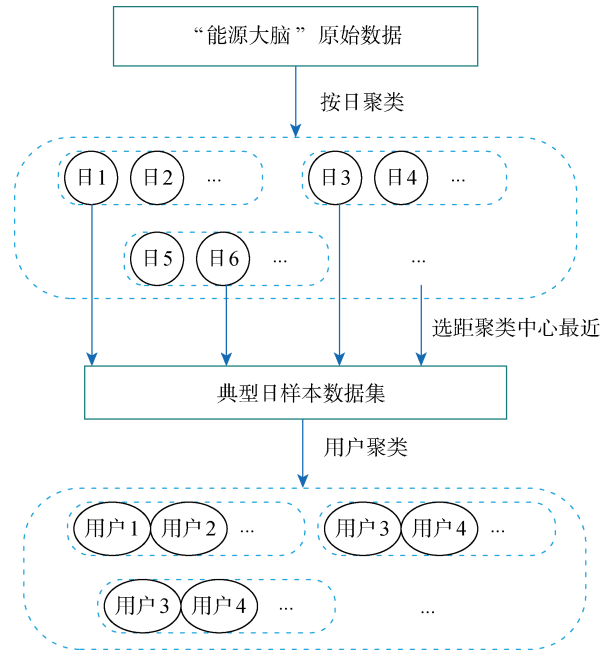 “能源大脑”原始数据
按日聚类
日1 日2 ... 日3 日4 ...
日5 日6 ... ...
选距聚类中心最近
典型日样本数据集
用户聚类
用户1 用户2 ... 用户3 用户4 ...
用户3 用户4 ... ...